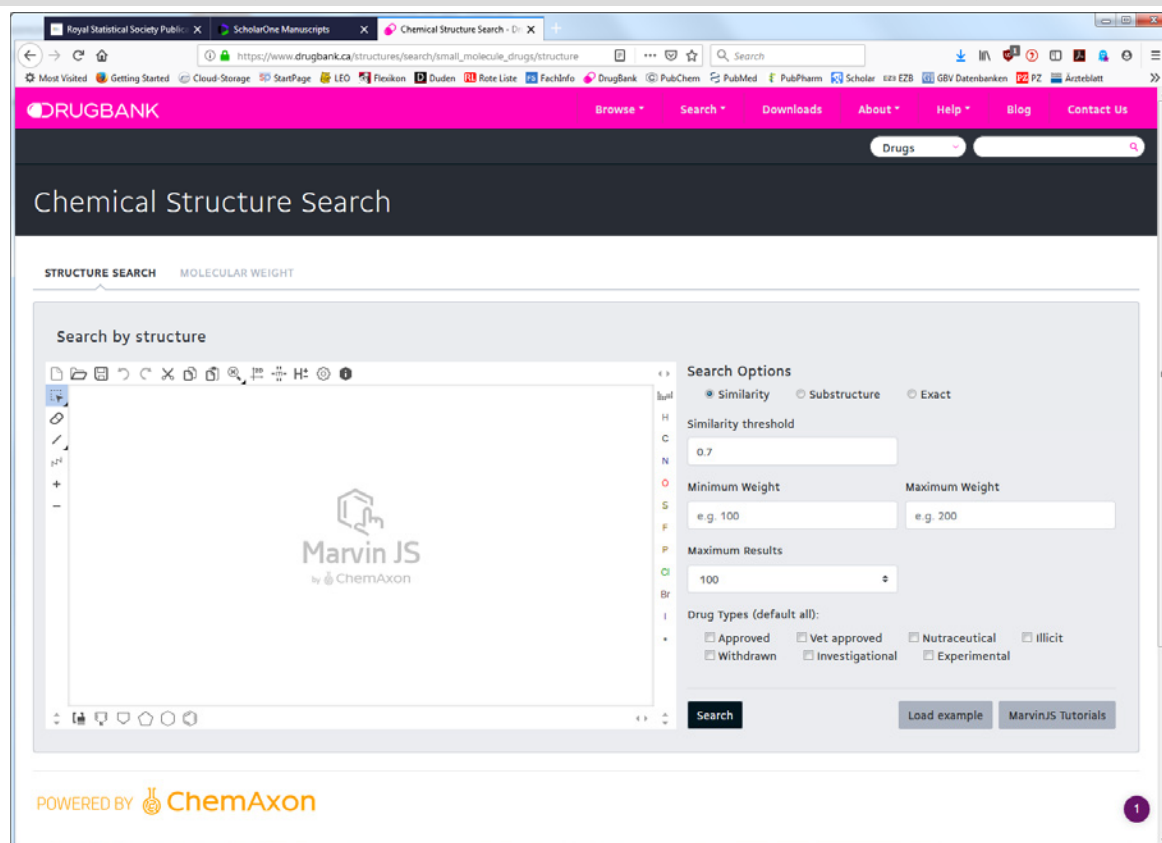 Royal Statistical Society Public X ScholarOne Manuscripts X Chemical Structure Search - Dr X
https://www.drugbank.ca/structures/search/small_molecule_drugs/structure Search
Most Visited Getting Started Cloud-Storage StartPage LEO Flexikon Duden Rote Liste FachInfo DrugBank PubChem PubMed PubPharm Scholar EZB GBV Datenbanken PZ Ärzteblatt
DRUGBANK Browse Search Downloads About Help Blog Contact Us
Drugs
Chemical Structure Search
STRUCTURE SEARCH MOLECULAR WEIGHT
Search by structure
Search Options
Similarity Substructure Exact
Similarity threshold
0.7
Minimum Weight Maximum Weight
e.g. 100 e.g. 200
Maximum Results
100
Drug Types (default all):
Approved Vet approved Nutraceutical Illicit
Withdrawn Investigational Experimental
Search Load example MarvinJS Tutorials
H±
H
C
N
O
S
F
P
Cl
Br
I
*
Marvin JS
by ChemAxon
POWERED BY ChemAxon
1